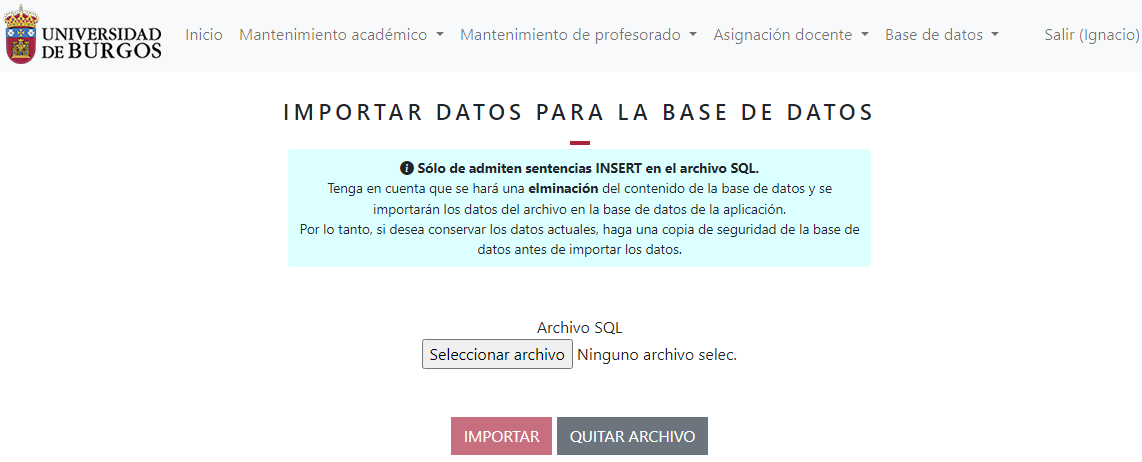 UNIVERSIDAD
DE BURGOS
Inicio Mantenimiento académico Mantenimiento de profesorado Asignación docente Base de datos Salir (Ignacio)
IMPORTAR DATOS PARA LA BASE DE DATOS
Sólo de admiten sentencias INSERT en el archivo SQL.
Tenga en cuenta que se hará una elminación del contenido de la base de datos y se
importarán los datos del archivo en la base de datos de la aplicación.
Por lo tanto, si desea conservar los datos actuales, haga una copia de seguridad de la base de
datos antes de importar los datos.
Archivo SQL
Seleccionar archivo Ninguno archivo selec.
IMPORTAR QUITAR ARCHIVO